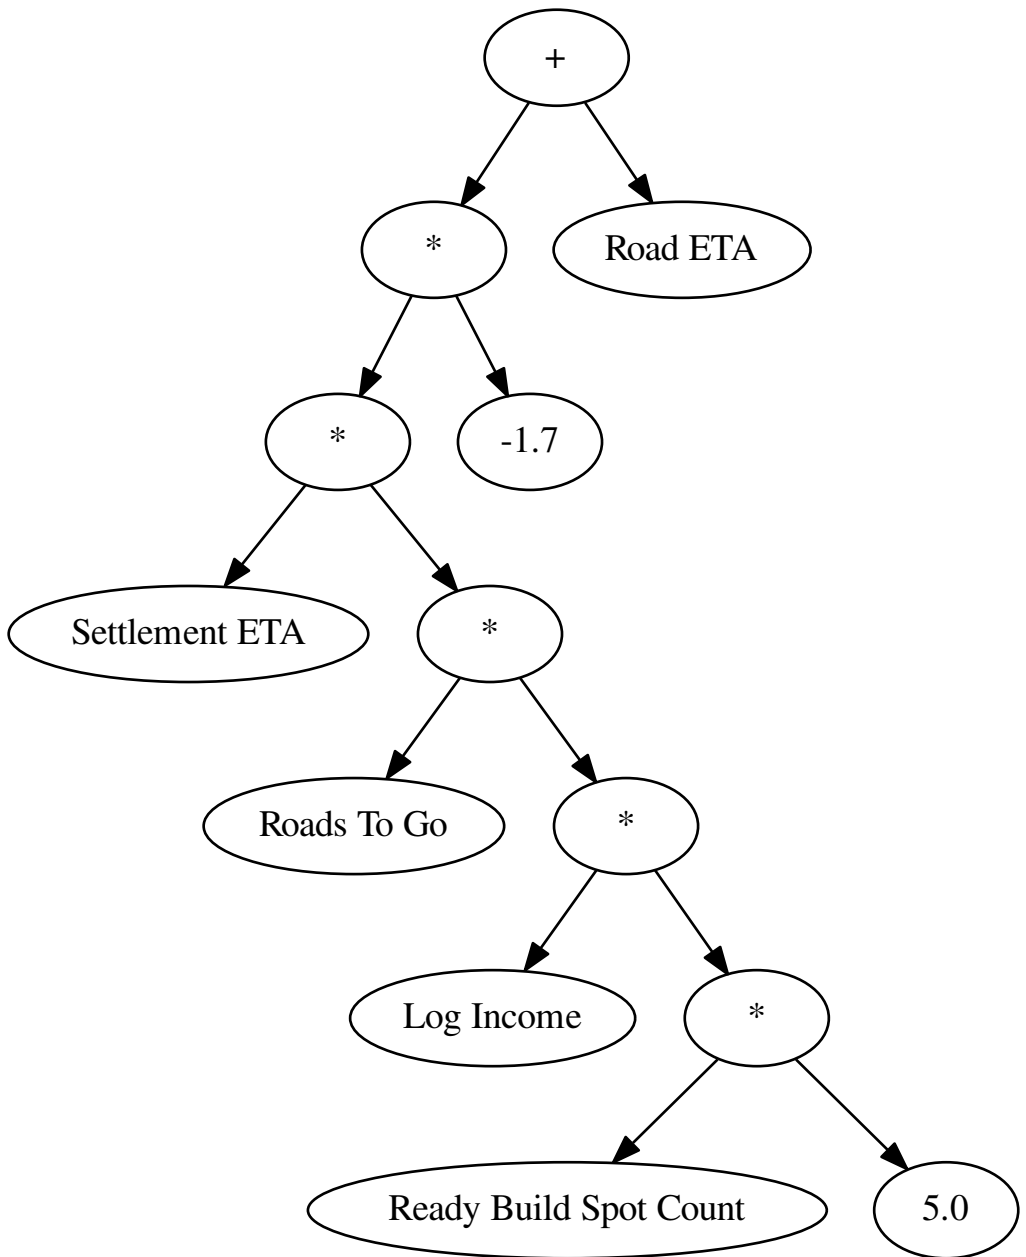 +
*
Road ETA
*
-1.7
Settlement ETA
*
Roads To Go
*
Log Income
*
Ready Build Spot Count
5.0